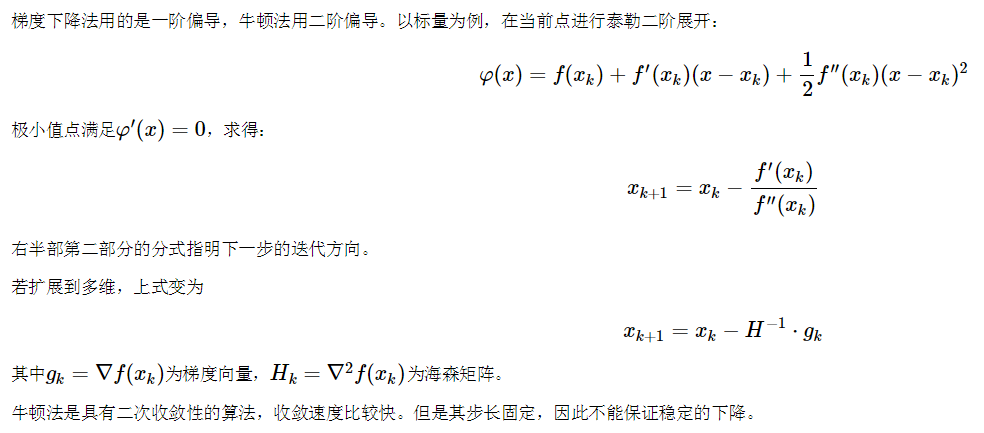 梯度下降法用的是一阶偏导，牛顿法用二阶偏导。以标量为例，在当前点进行泰勒二阶展开：
φ(x) = f(x_k) + f′(x_k)(x − x_k) + \frac{1}{2} f″(x_k)(x − x_k)^2
极小值点满足φ′(x) = 0，求得：
x_{k+1} = x_k − \frac{f′(x_k)}{f″(x_k)}
右半部第二部分的分式指明下一步的迭代方向。
若扩展到多维，上式变为
x_{k+1} = x_k − H^{−1} · g_k
其中g_k = ∇f(x_k)为梯度向量，H_k = ∇^2 f(x_k)为海森矩阵。
牛顿法是具有二次收敛性的算法，收敛速度比较快。但是其步长固定，因此不能保证稳定的下降。